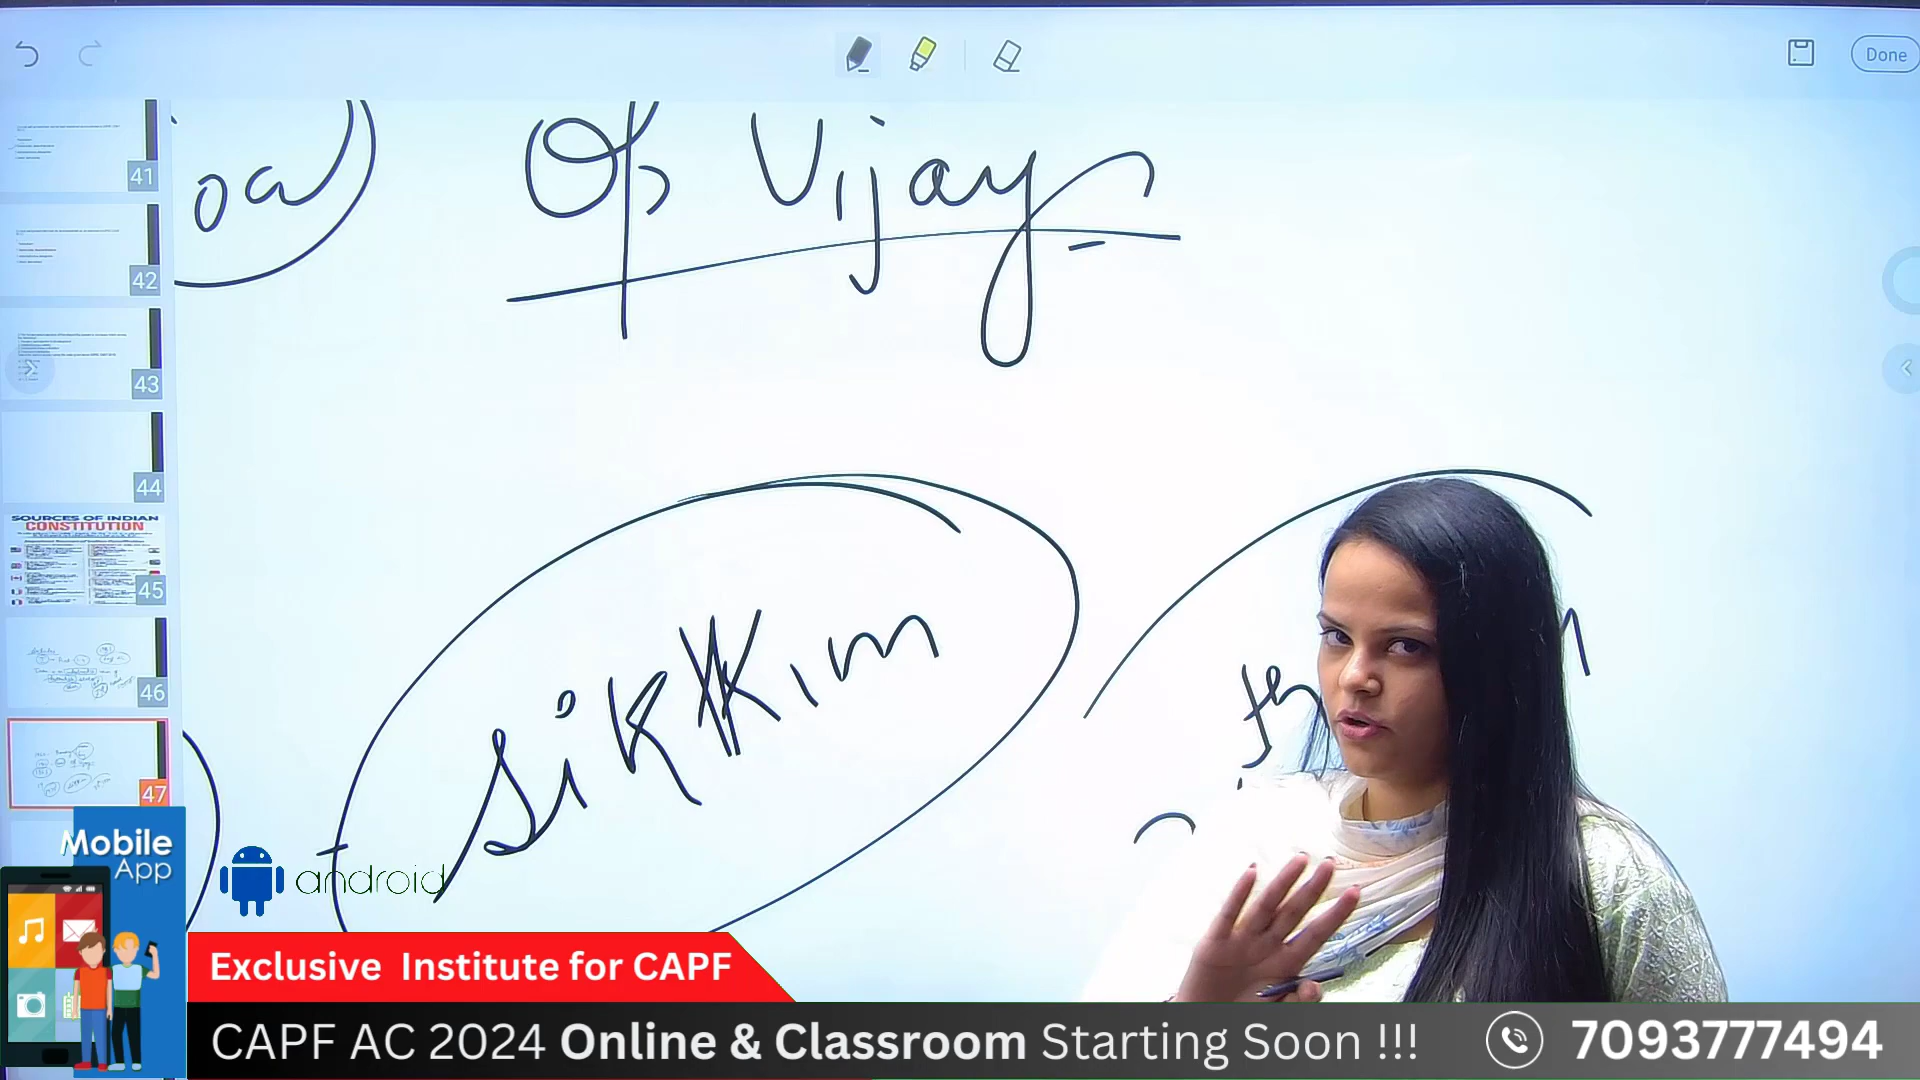 Done
oa
Op Vijay
41
42
43
44
SOURCES OF INDIAN
CONSTITUTION
45
46
47
Sikkim
Mobile
App
android
Exclusive Institute for CAPF
CAPF AC 2024 Online & Classroom Starting Soon !!!
7093777494